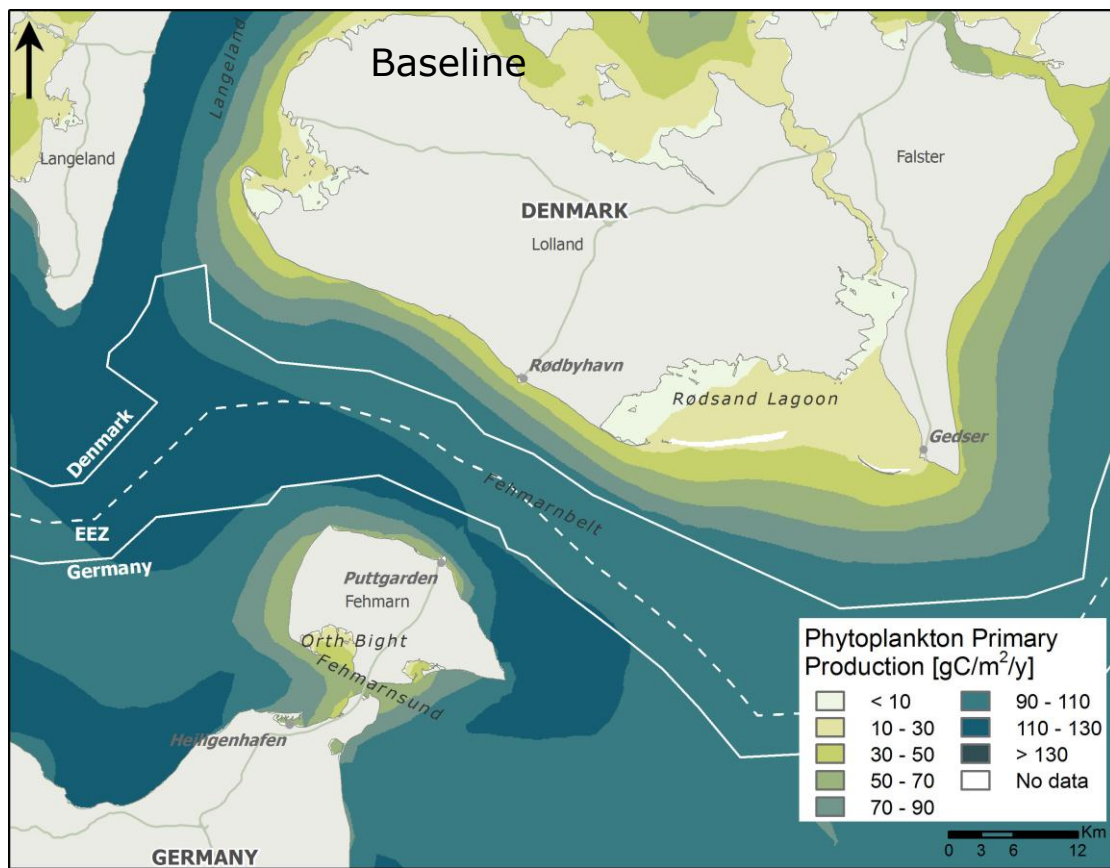 Baseline
Langeland
Langeland
Falster
DENMARK
Lolland
Rødbyhavn
Rødsand Lagoon
Gedser
Denmark
Fehmarnbelt
EEZ
Germany
Puttgarden
Fehmarn
Orth Bight
Fehmarnsund
Heiligenhafen
GERMANY
Phytoplankton Primary
Production [gC/m²/y]
< 10
10 - 30
30 - 50
50 - 70
70 - 90
90 - 110
110 - 130
> 130
No data
Km
0 3 6 12